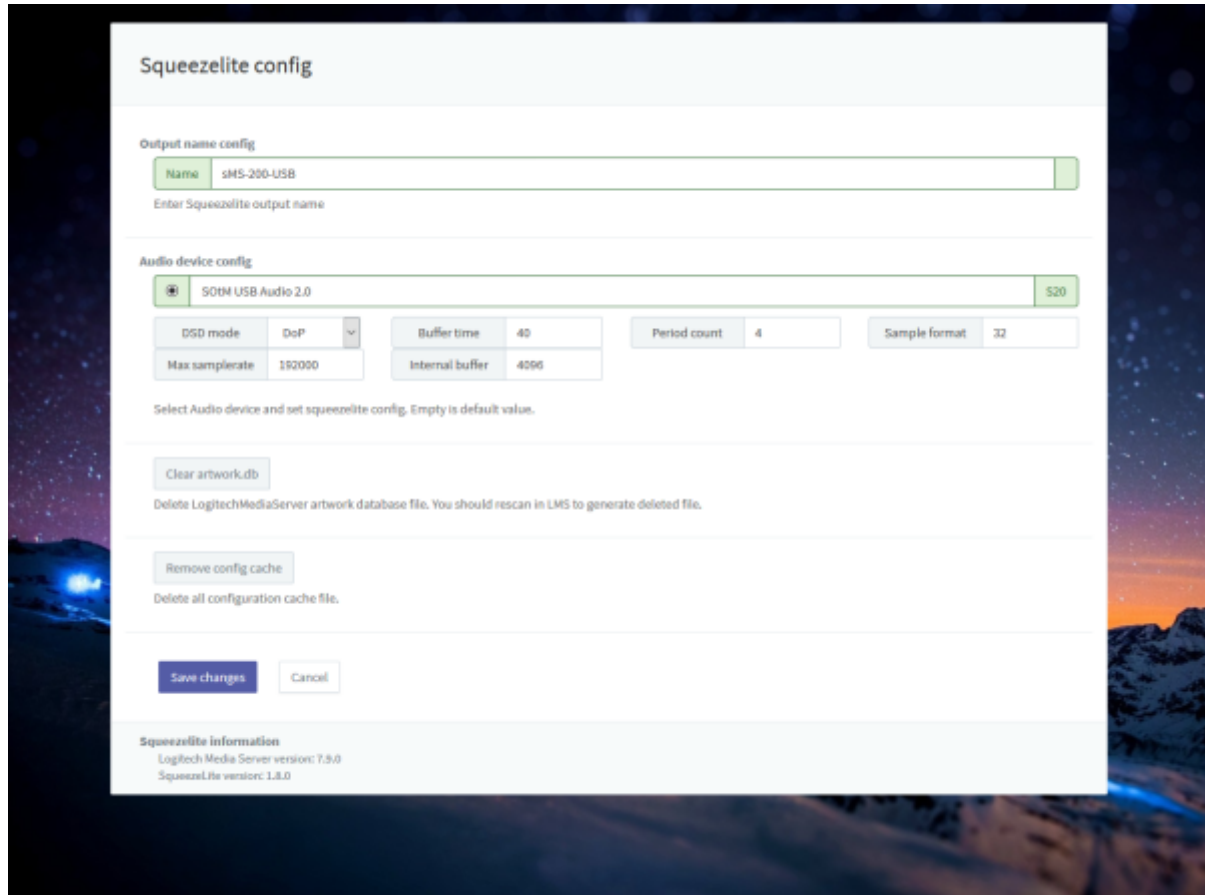 Squeezelite config
Output name config
Name sMS-200-USB
Enter Squeezelite output name
Audio device config
SOtM USB Audio 2.0 S20
DSD mode DoP Buffer time 40 Period count 4 Sample format 32
Max samplerate 192000 Internal buffer 4096
Select Audio device and set squeezelite config. Empty is default value.
Clear artwork.db
Delete LogitechMediaServer artwork database file. You should rescan in LMS to generate deleted file.
Remove config cache
Delete all configuration cache file.
Save changes Cancel
Squeezelite information
Logitech Media Server version: 7.9.0
SqueezeLite version: 1.8.0